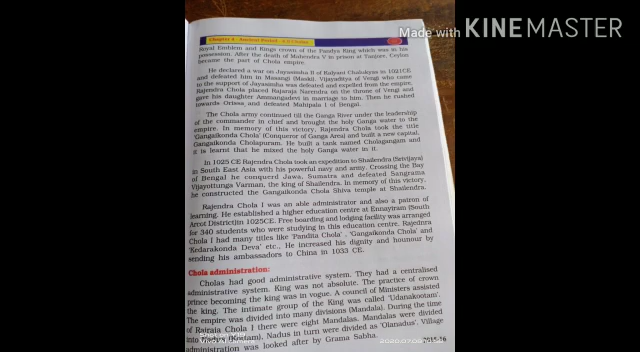 Made with KINEMASTER
Royal Emblem and Kings crown of the Pandya King which was in his
possession. After the death of Mahendra V in prison at Tanjore, Ceylon
became the part of Chola empire.
He declared a war on Jayasimha II of Kalyani Chalukyas in 1021CE
and defeated him in Masangi (Maski). Vijayaditya of Vengi who came
to the support of Jayasimha was defeated and expelled from the empire.
Rajendra Chola placed Rajaraja Narendra on the throne of Vengi and
gave his daughter Ammangadevi in marriage to him. Then he rushed
towards Orissa and defeated Mahipala I of Bengal.
The Chola army continued till the Ganga River under the leadership
of the commander in chief and brought the holy Ganga water to the
empire. In memory of this victory, Rajendra Chola took the title
'Gangaikonda Chola' (Conqueror of Ganga Area) and built a new capital,
Gangaikonda Cholapuram. He built a tank named Cholagangam and
it is learnt that he mixed the holy Ganga water in it.
In 1025 CE Rajendra Chola took an expedition to Shailendra (Srivijaya)
in South East Asia with his powerful navy and army. Crossing the Bay
of Bengal he conquerd Jawa, Sumatra and defeated Sangrama
Vijayottunga Varman, the king of Shailendra. In memory of this victory,
he constructed the Gangaikonda Chola Shiva temple at Shailendra.
Rajendra Chola I was an able administrator and also a patron of
learning. He established a higher education centre at Ennayiram (South
Arcot District)in 1025CE. Free boarding and lodging facility was arranged
for 340 students who were studying in this education centre. Rajednra
Chola I had many titles like 'Pandita Chola', 'Gangaikonda Chola' and
'Kedarakonda Deva' etc., He increased his dignity and hounour by
sending his ambassadors to China in 1033 CE.
Chola administration:
Cholas had good administrative system. They had a centralised
administrative system. King was not absolute. The practice of crown
prince becoming the king was in vogue. A council of Ministers assisted
the king. The intimate group of the King was called 'Udanakootam'.
The empire was divided into many divisions (Mandala). During the time
of Rajraja Chola I there were eight Mandalas. Mandalas were divided
into (Kottam). Nadus in turn were divided as 'Olanadus'. Village
administration was looked after by Grama Sabha.